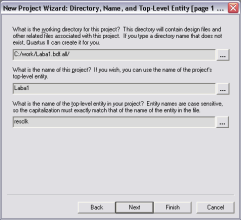 New Project Wizard: Directory, Name, and Top-Level Entity [page 1 ...
What is the working directory for this project? This directory will contain design files and
other related files associated with this project. If you type a directory name that does not
exist, Quartus II can create it for you.
C:/work/Laba1.bdf.all/
...
What is the name of this project? If you wish, you can use the name of the project's
top-level entity.
Laba1
...
What is the name of the top-level entity in your project? Entity names are case sensitive,
so the capitalization must exactly match that of the name of the entity in the file.
...
Back
Next
Finish
Cancel